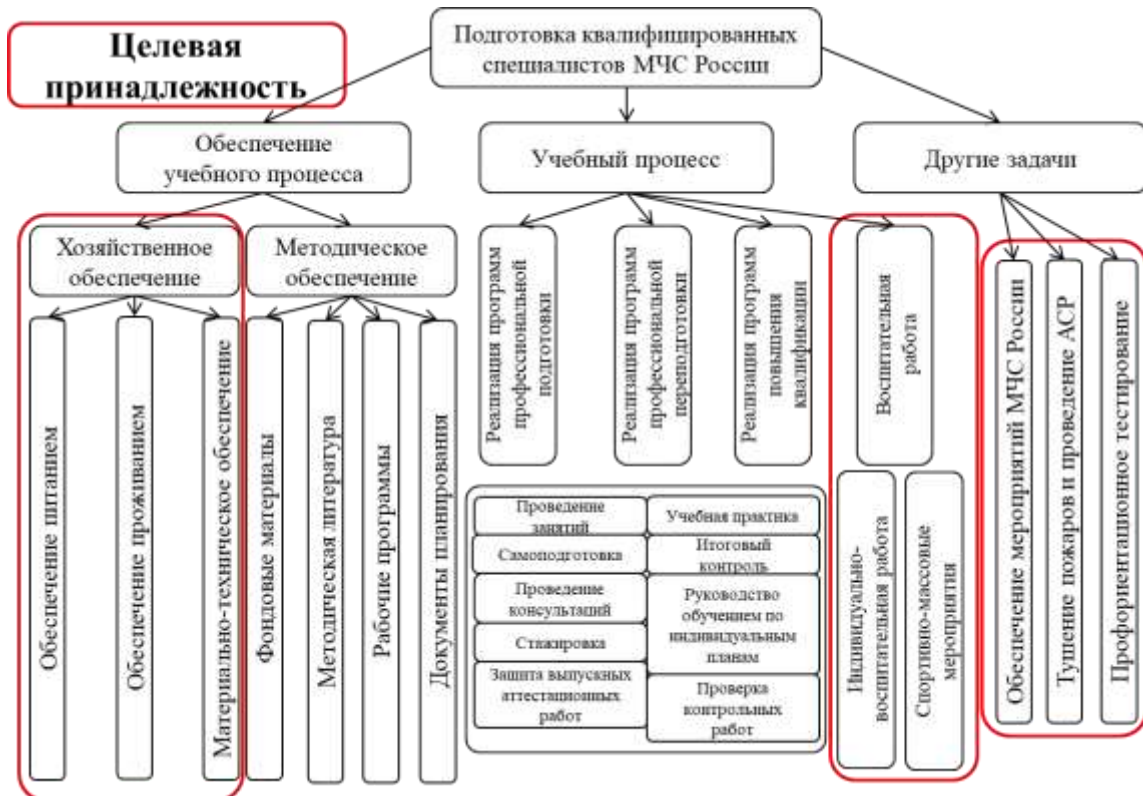 Целевая
принадлежность
Подготовка квалифицированных
специалистов МЧС России
Обеспечение
учебного процесса
Учебный процесс
Другие задачи
Хозяйственное
обеспечение
Методическое
обеспечение
Обеспечение питанием
Обеспечение проживанием
Материально-техническое обеспечение
Фондовые материалы
Методическая литература
Рабочие программы
Документы планирования
Реализация программ
профессиональной
подготовки
Реализация программ
профессиональной
переподготовки
Реализация программ
повышения
квалификации
Воспитательная
работа
Проведение
занятий
Самоподготовка
Проведение
консультаций
Стажировка
Защита выпускных
аттестационных
работ
Учебная практика
Итоговый
контроль
Руководство
обучением по
индивидуальным
планам
Проверка
контрольных
работ
Индивидуально-
воспитательная работа
Спортивно-массовые
мероприятия
Обеспечение мероприятий МЧС России
Тушение пожаров и проведение АСР
Профориентационное тестирование